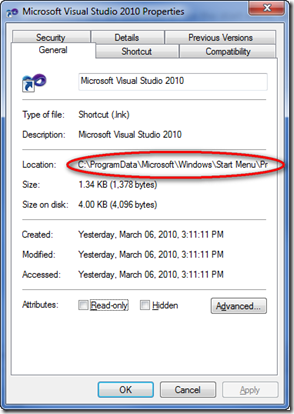 Microsoft Visual Studio 2010 Properties
Security Details Previous Versions
General Shortcut Compatibility
Microsoft Visual Studio 2010
Type of file: Shortcut (.lnk)
Description: Microsoft Visual Studio 2010
Location: C:\ProgramData\Microsoft\Windows\Start Menu\Pr
Size: 1.34 KB (1,378 bytes)
Size on disk: 4.00 KB (4,096 bytes)
Created: Yesterday, March 06, 2010, 3:11:11 PM
Modified: Yesterday, March 06, 2010, 3:11:11 PM
Accessed: Yesterday, March 06, 2010, 3:11:11 PM
Attributes: Read-only Hidden Advanced...
OK Cancel Apply